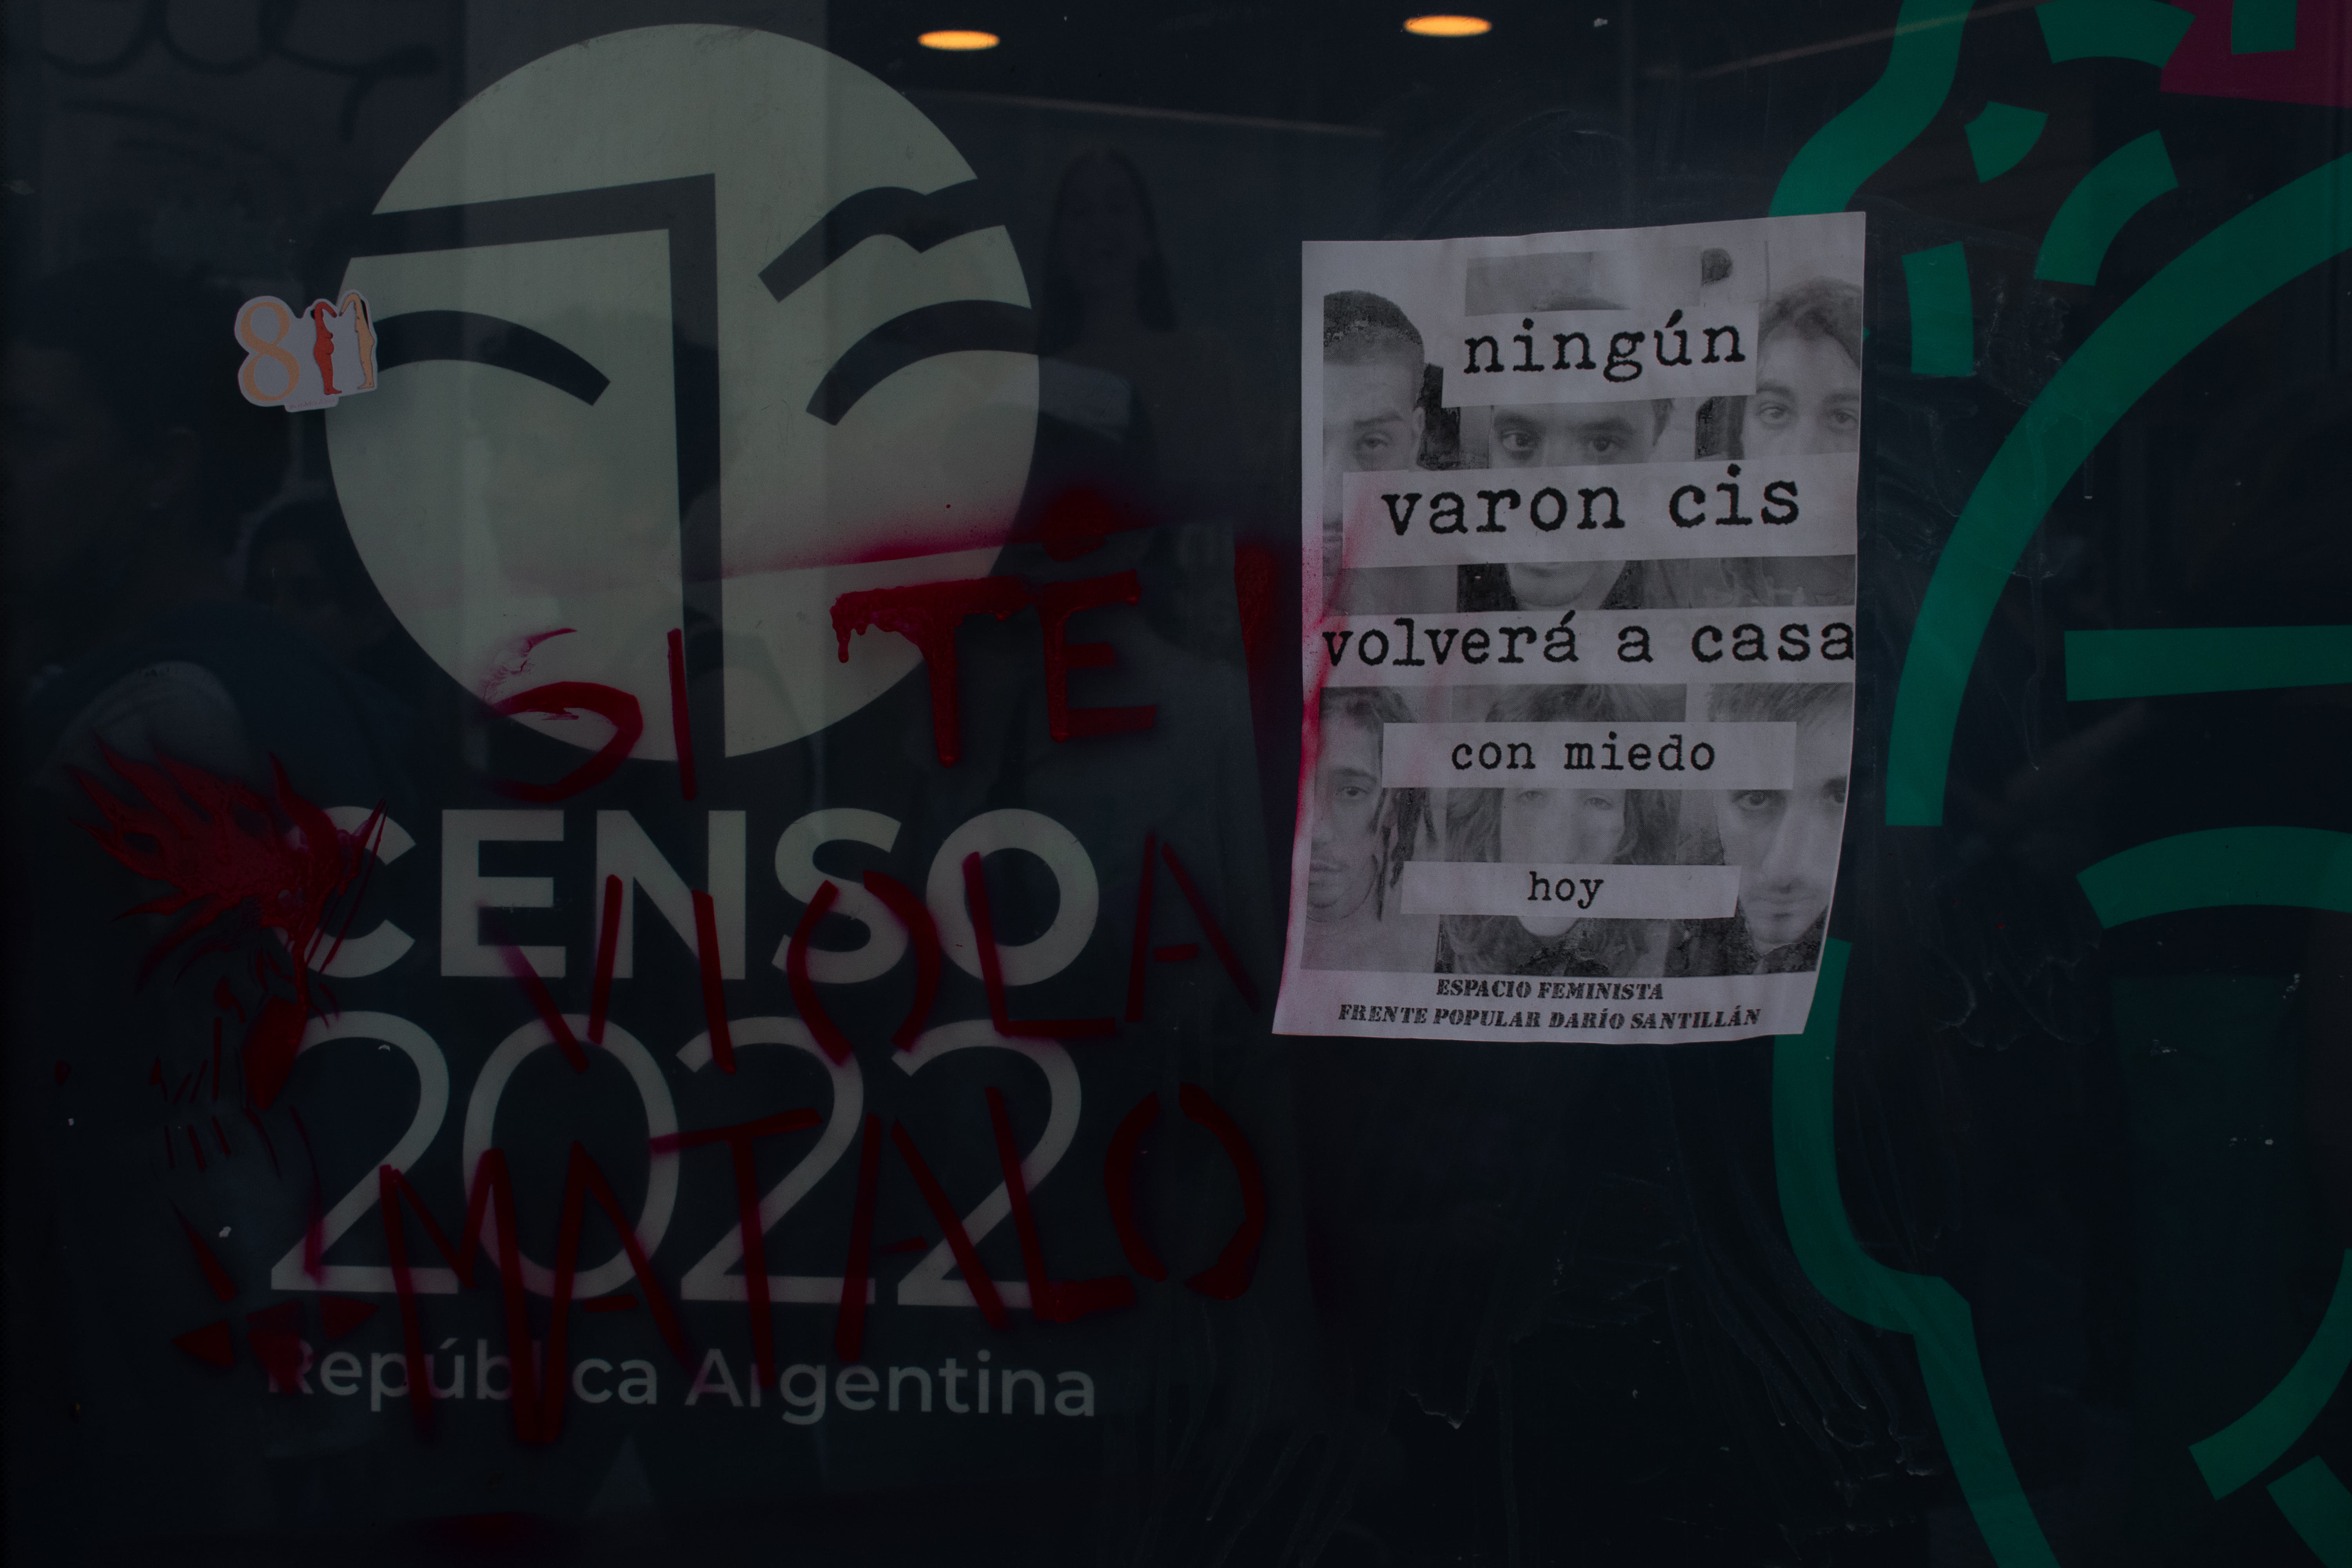 8M
SI TE
VIOLA
MATALO
CENSO
2022
República Argentina
ningún
varon cis
volverá a casa
con miedo
hoy
ESPACIO FEMINISTA
FRENTE POPULAR DARÍO SANTILLÁN